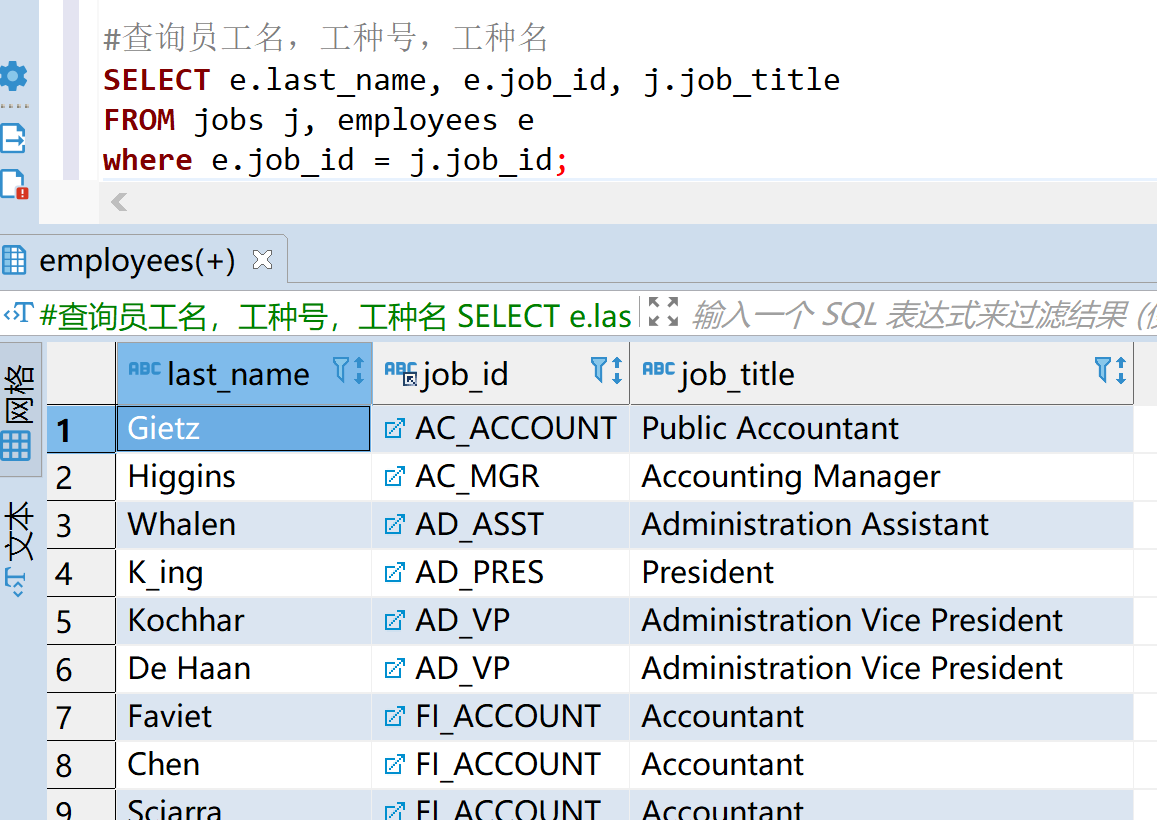 #查询员工名，工种号，工种名
SELECT e.last_name, e.job_id, j.job_title
FROM jobs j, employees e
where e.job_id = j.job_id;
employees(+)
#查询员工名，工种号，工种名 SELECT e.las 输入一个 SQL 表达式来过滤结果 (
网格
文本
ABC last_name ABC job_id ABC job_title
1 Gietz AC_ACCOUNT Public Accountant
2 Higgins AC_MGR Accounting Manager
3 Whalen AD_ASST Administration Assistant
4 K_ing AD_PRES President
5 Kochhar AD_VP Administration Vice President
6 De Haan AD_VP Administration Vice President
7 Faviet FI_ACCOUNT Accountant
8 Chen FI_ACCOUNT Accountant
9 Sciarra FI_ACCOUNT Accountant